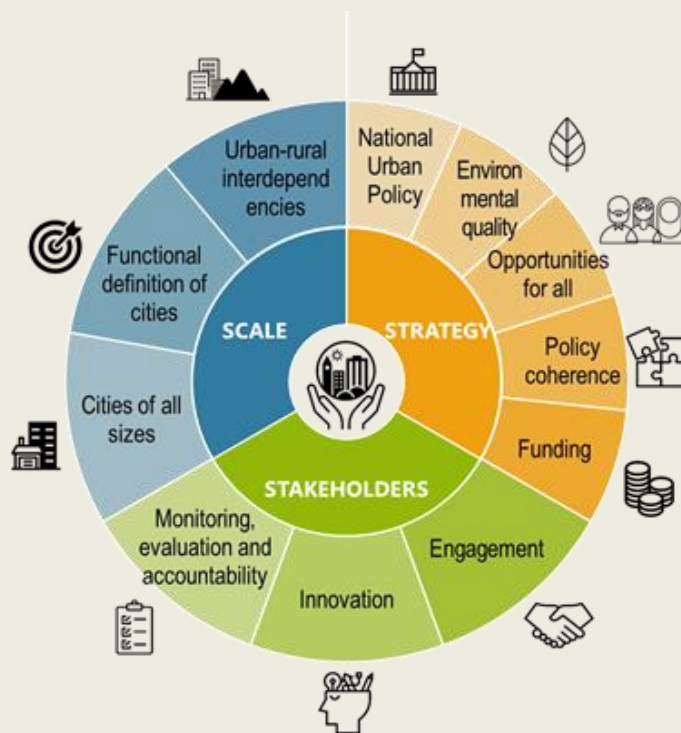 Urban-rural
interdepend
encies
Functional
definition of
cities
Cities of all
sizes
SCALE
National
Urban
Policy
Environ
mental
quality
Opportunities
for all
Policy
coherence
Funding
STRATEGY
STAKEHOLDERS
Monitoring,
evaluation and
accountability
Innovation
Engagement